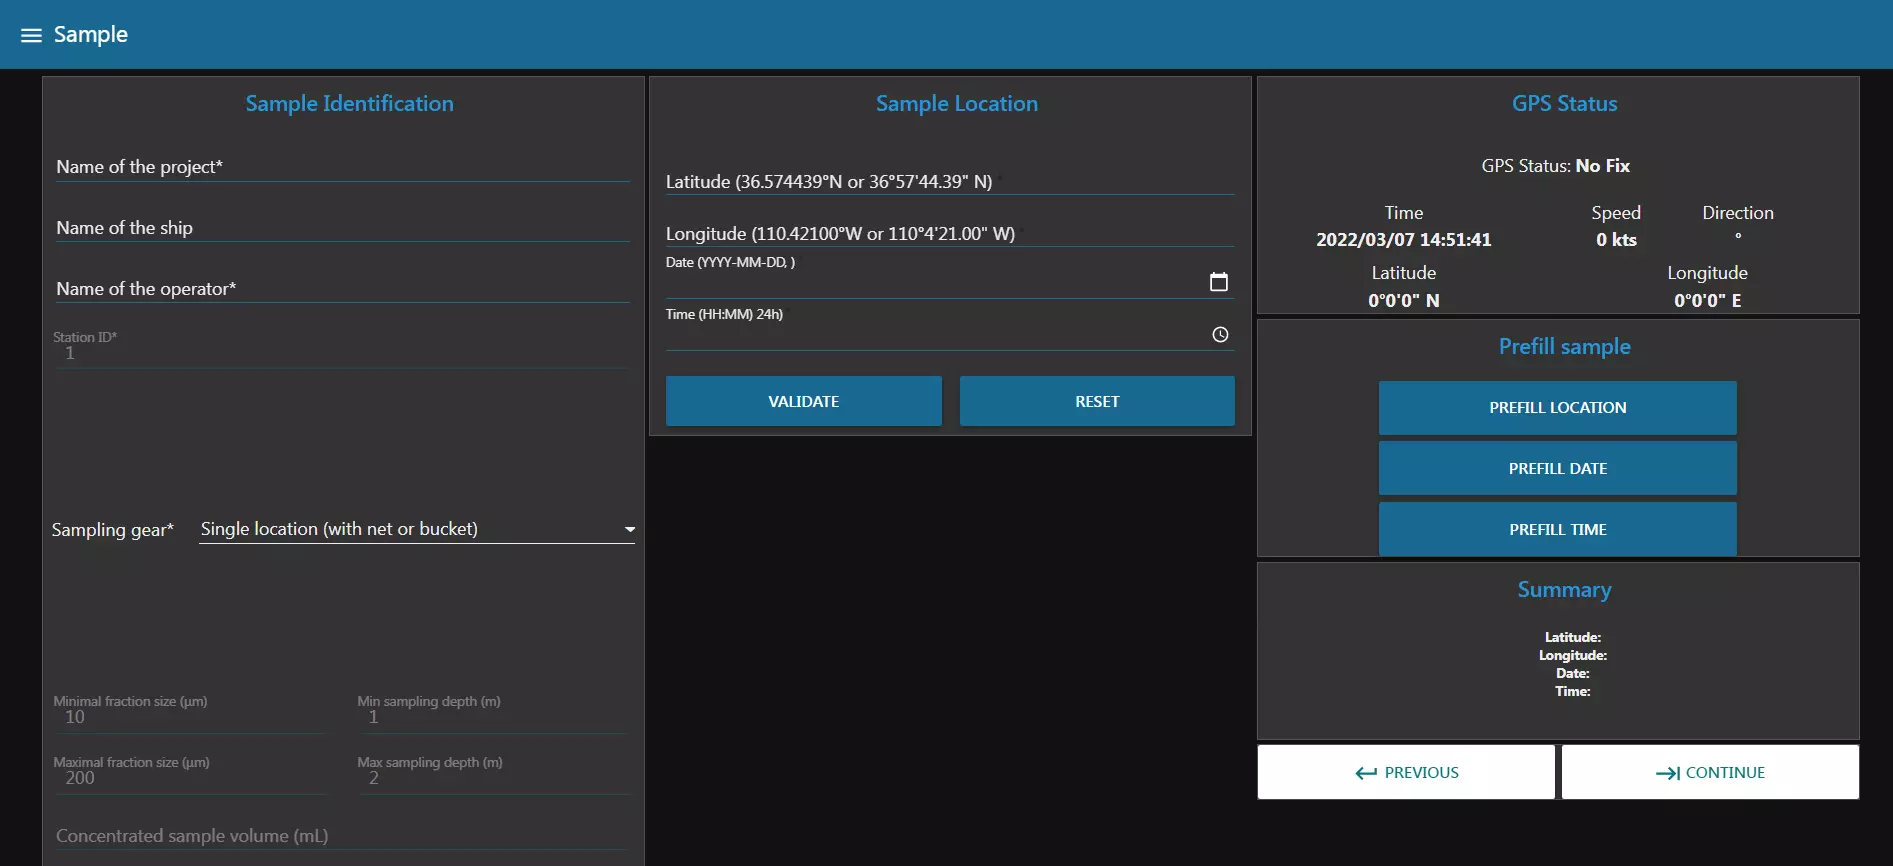 Sample
Sample Identification
Name of the project*
Name of the ship
Name of the operator*
Station ID*
1
Sampling gear* Single location (with net or bucket)
Minimal fraction size (µm) Min sampling depth (m)
10 1
Maximal fraction size (µm) Max sampling depth (m)
200 2
Concentrated sample volume (mL)
Sample Location
Latitude (36.574439°N or 36°57'44.39" N) *
Longitude (110.42100°W or 110°4'21.00" W) *
Date (YYYY-MM-DD, ) *
Time (HH:MM) 24h) *
VALIDATE RESET
GPS Status
GPS Status: No Fix
Time Speed Direction
2022/03/07 14:51:41 0 kts °
Latitude Longitude
0°0'0" N 0°0'0" E
Prefill sample
PREFILL LOCATION
PREFILL DATE
PREFILL TIME
Summary
Latitude:
Longitude:
Date:
Time:
PREVIOUS CONTINUE